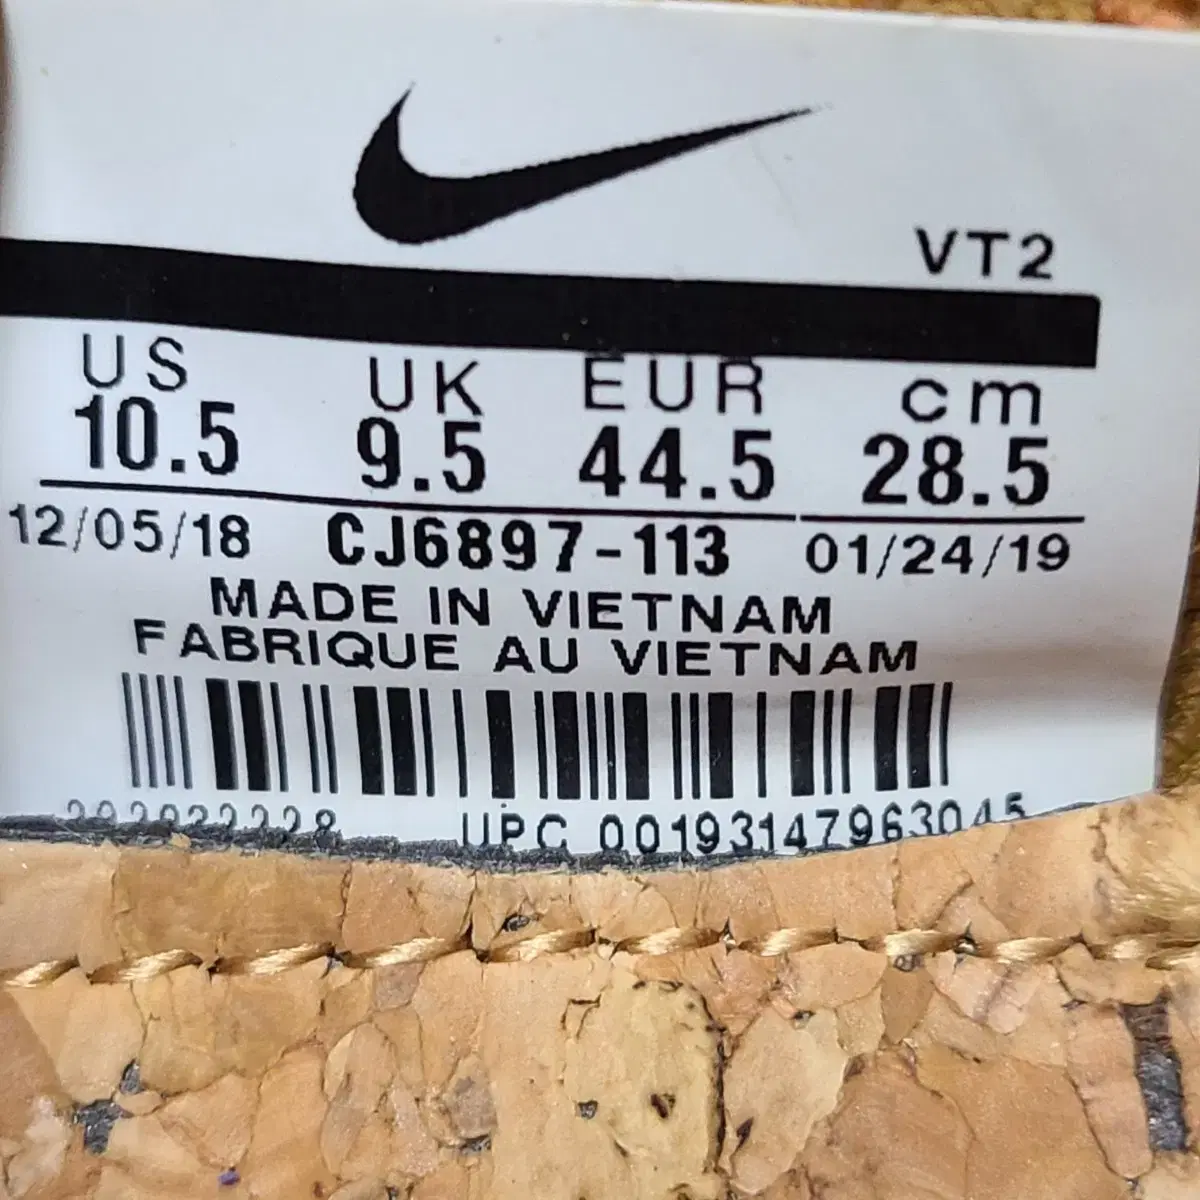 VT2
US UK EUR cm
10.5 9.5 44.5 28.5
12/05/18 CJ6897-113 01/24/19
MADE IN VIETNAM
FABRIQUE AU VIETNAM
UPC 00193147963045